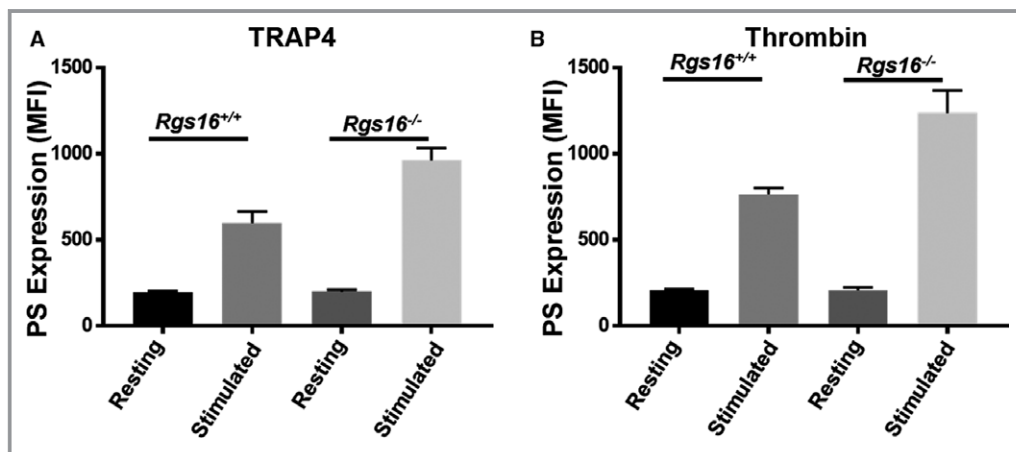 A
TRAP4
PS Expression (MFI)
1500
1000
500
0
Rgs16+/+
Rgs16-/-
Resting
Stimulated
Resting
Stimulated
B
Thrombin
PS Expression (MFI)
1500
1000
500
0
Rgs16+/+
Rgs16-/-
Resting
Stimulated
Resting
Stimulated